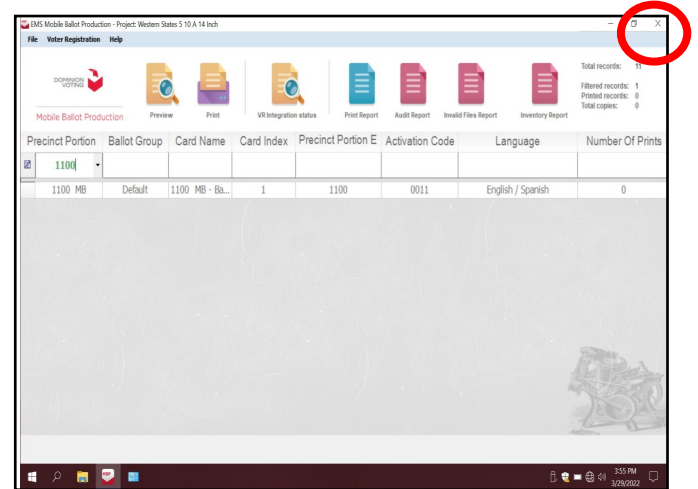 EMS Mobile Ballot Production - Project: Western States 5 10 A 14 Inch
File Voter Registration Help
DOMINION
VOTING
Mobile Ballot Production
Preview
Print
VR Integration status
Print Report
Audit Report
Invalid Files Report
Inventory Report
Total records: 11
Filtered records: 1
Printed records: 0
Total copies: 0
Precinct Portion Ballot Group Card Name Card Index Precinct Portion E Activation Code Language Number Of Prints
1100
1100 MB Default 1100 MB - Ba... 1 1100 0011 English / Spanish 0
MBP
3:55 PM
3/29/2022